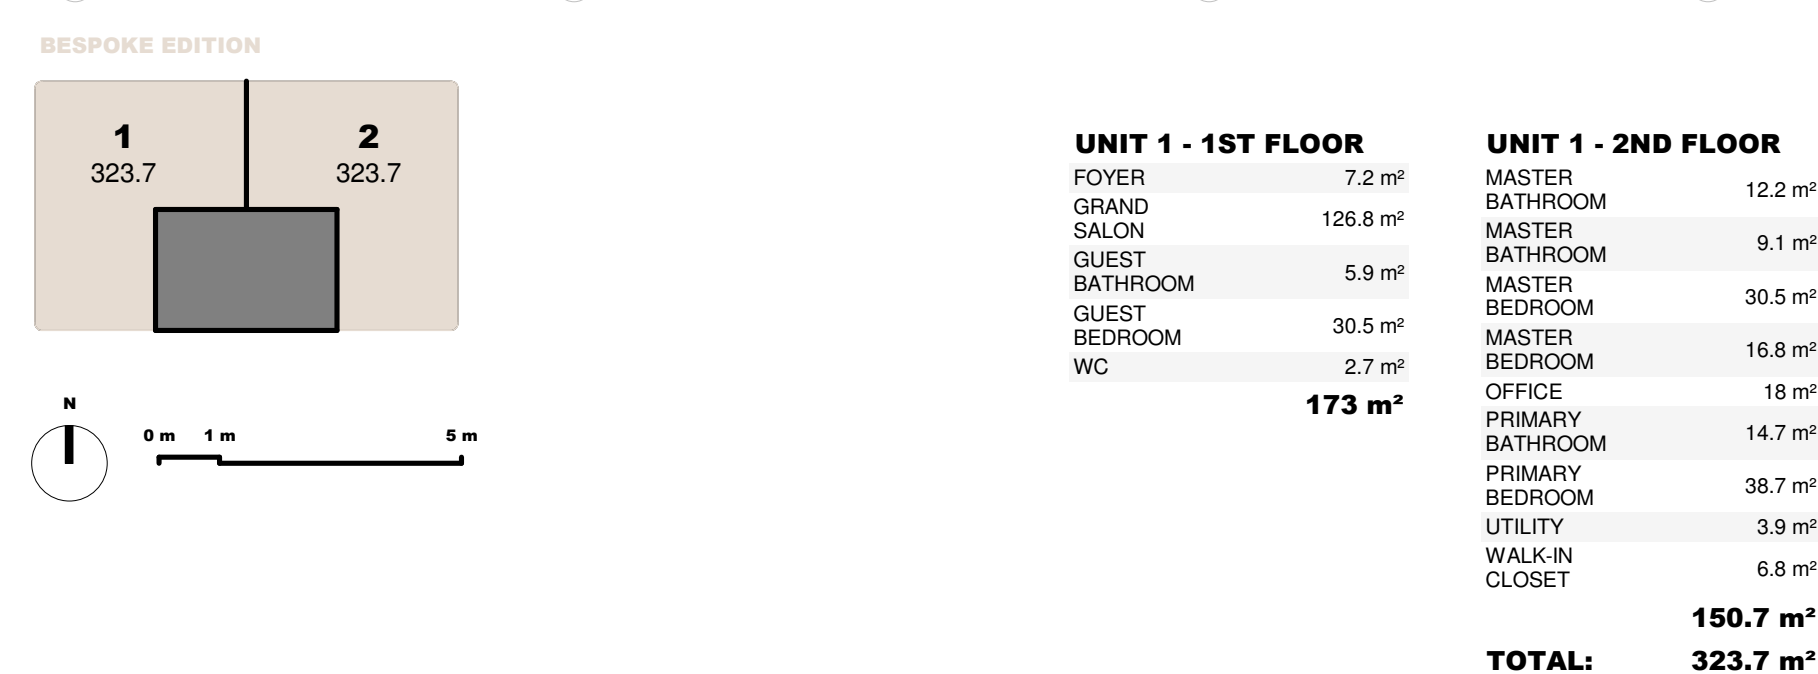 BESPOKE EDITION
1
323.7
2
323.7
N
0 m 1 m 5 m
UNIT 1 - 1ST FLOOR
FOYER 7.2 m²
GRAND
SALON 126.8 m²
GUEST
BATHROOM 5.9 m²
GUEST
BEDROOM 30.5 m²
WC 2.7 m²
173 m²
UNIT 1 - 2ND FLOOR
MASTER
BATHROOM 12.2 m²
MASTER
BATHROOM 9.1 m²
MASTER
BEDROOM 30.5 m²
MASTER
BEDROOM 16.8 m²
OFFICE 18 m²
PRIMARY
BATHROOM 14.7 m²
PRIMARY
BEDROOM 38.7 m²
UTILITY 3.9 m²
WALK-IN
CLOSET 6.8 m²
150.7 m²
TOTAL: 323.7 m²